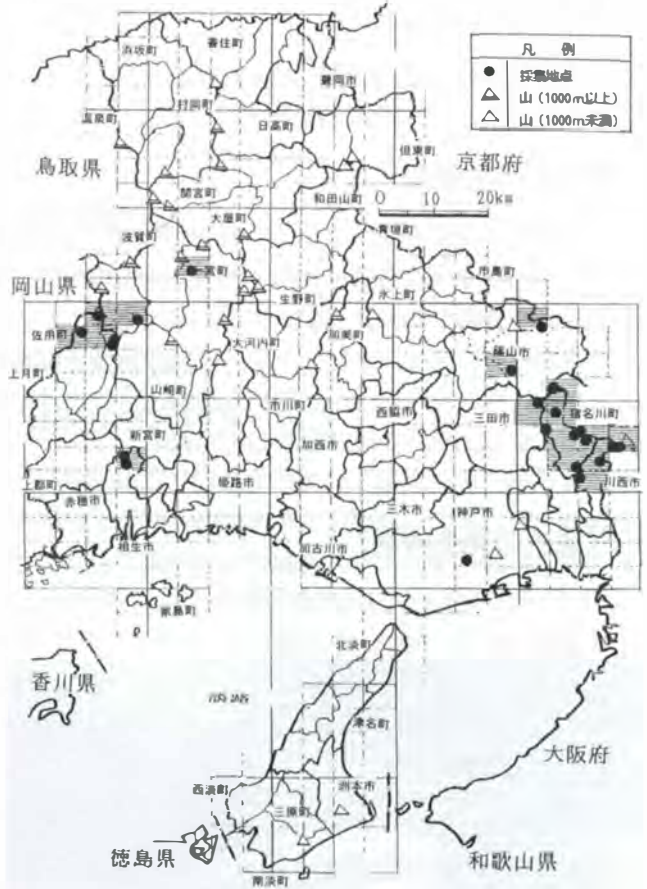 凡 例
採集地点
山（1000m以上）
山（1000m未満）
香住町
浜坂町
豊岡市
村岡町
温泉町
日高町
但東町
鳥取県
京都府
関宮町
和田山町
0 10 20km
大屋町
青垣町
波賀町
一宮町
市島町
岡山県
生野町
氷上町
佐用町
大河内町
加美町
篠山市
上月町
山崎町
市川町
西脇市
三田市
猪名川町
新宮町
加西市
上郡町
姫路市
川西市
赤穂市
三木市
神戸市
相生市
加古川市
家島町
北淡町
香川県
津名町
大阪府
西淡町
洲本市
三原町
徳島県
和歌山県
南淡町